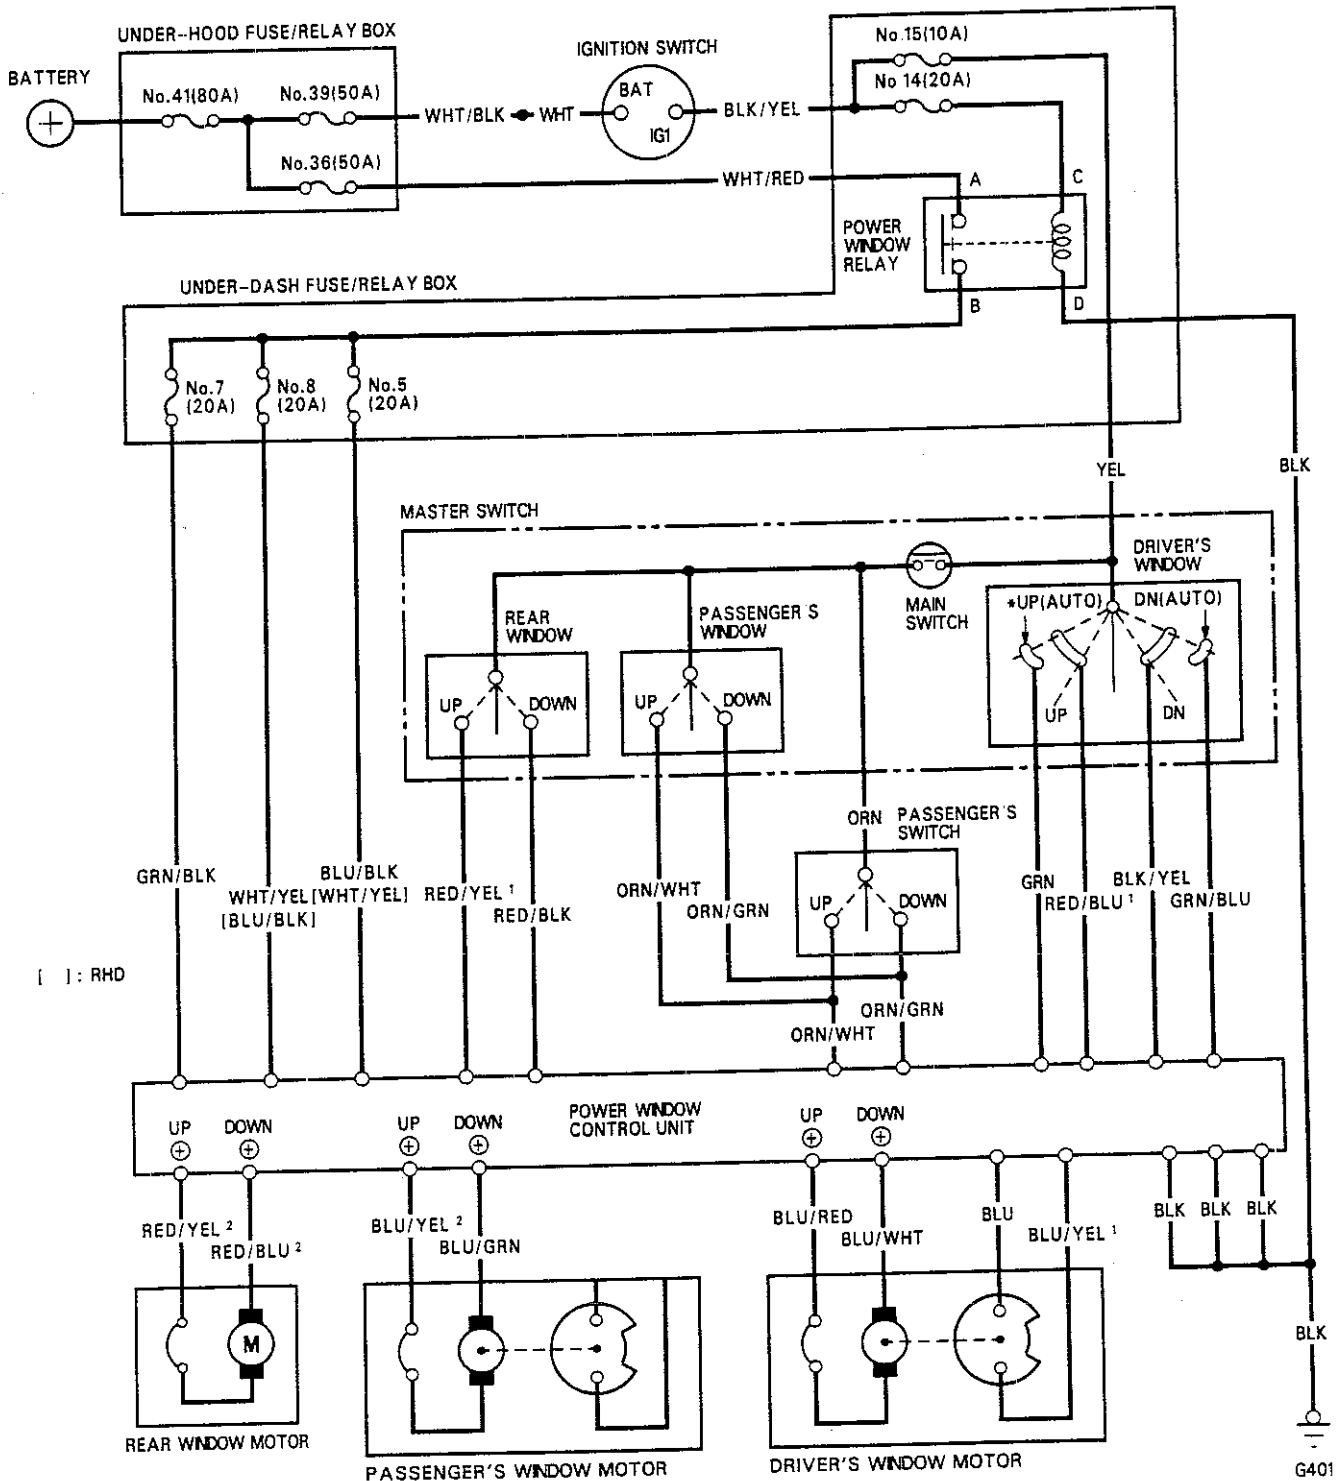 UNDER-HOOD FUSE/RELAY BOX
BATTERY
No.41(80A)
No.39(50A)
No.36(50A)
WHT/BLK
WHT
IGNITION SWITCH
BAT
IG1
BLK/YEL
No.15(10A)
No 14(20A)
WHT/RED
A
C
POWER
WINDOW
RELAY
B
D
UNDER-DASH FUSE/RELAY BOX
No.7
(20A)
No.8
(20A)
No.5
(20A)
YEL
BLK
MASTER SWITCH
DRIVER'S
WINDOW
MAIN
SWITCH
*UP(AUTO)
DN(AUTO)
REAR
WINDOW
PASSENGER'S
WINDOW
UP
DOWN
UP
DOWN
UP
DN
ORN
PASSENGER'S
SWITCH
UP
DOWN
GRN/BLK
WHT/YEL
[BLU/BLK]
BLU/BLK
[WHT/YEL]
RED/YEL 1
RED/BLK
ORN/WHT
ORN/GRN
GRN
RED/BLU 1
BLK/YEL
GRN/BLU
[ ] : RHD
ORN/GRN
ORN/WHT
POWER WINDOW
CONTROL UNIT
UP
DOWN
UP
DOWN
UP
DOWN
+
+
+
+
+
+
+
RED/YEL 2
RED/BLU 2
BLU/YEL 2
BLU/GRN
BLU/RED
BLU/WHT
BLU
BLU/YEL 1
BLK
BLK
BLK
M
BLK
REAR WINDOW MOTOR
PASSENGER'S WINDOW MOTOR
DRIVER'S WINDOW MOTOR
G401